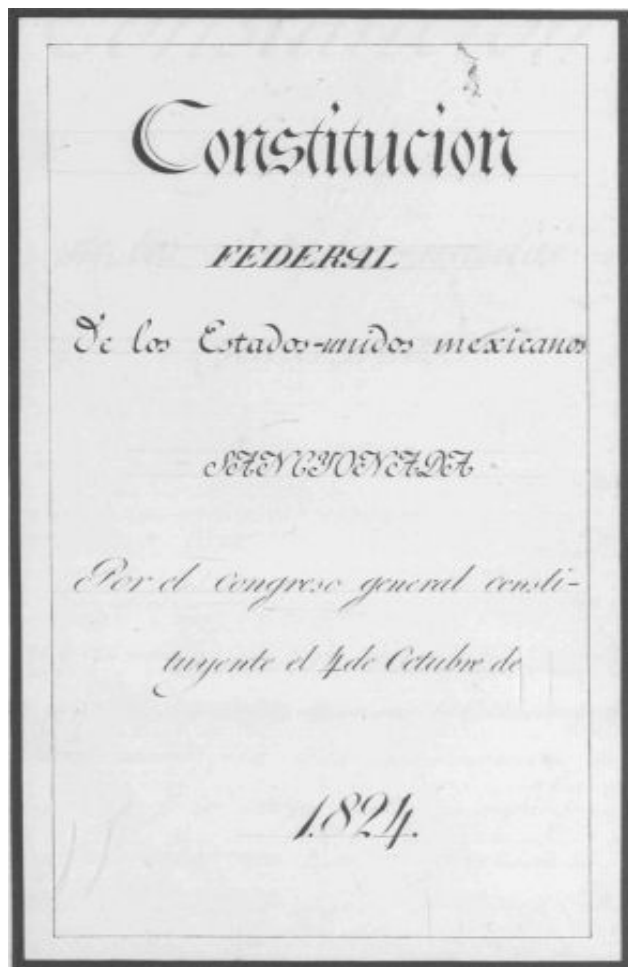 Constitucion
FEDERAL
De los Estados-unidos mexicanos
SANCIONADA
Por el congreso general consti-
tuyente el 4 de Octubre de
1824.